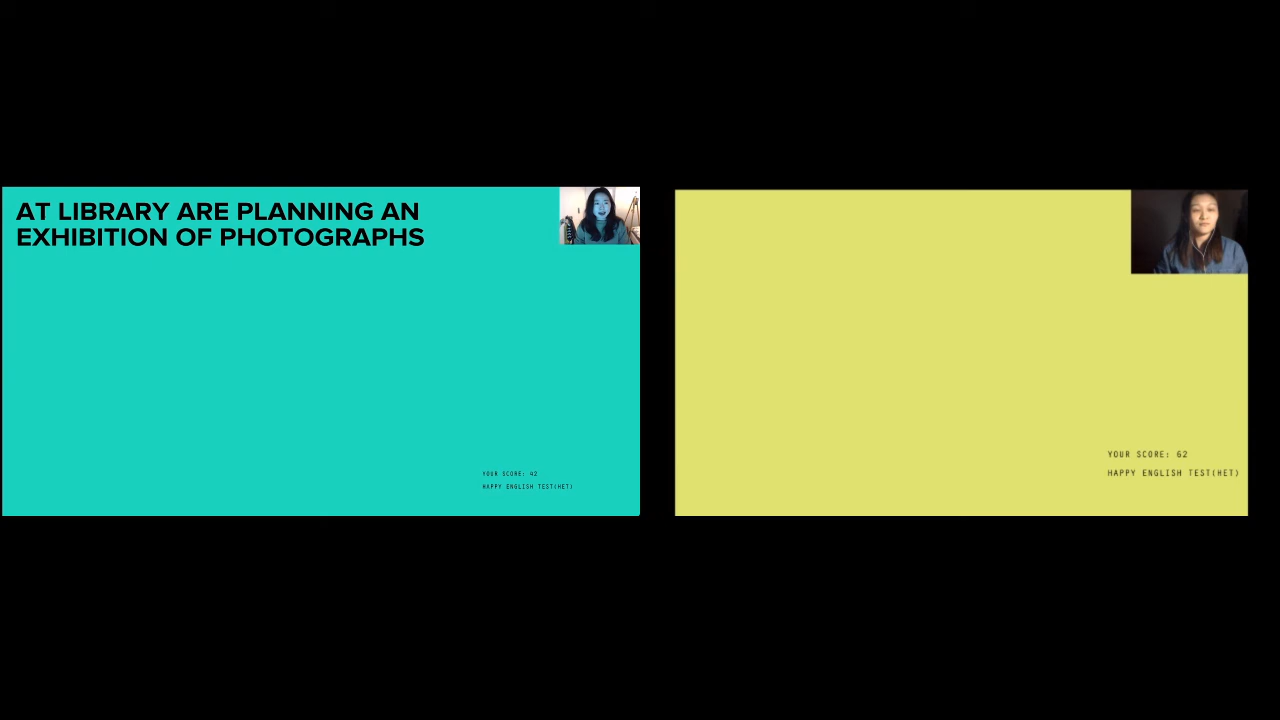 AT LIBRARY ARE PLANNING AN
EXHIBITION OF PHOTOGRAPHS
YOUR SCORE: 42
HAPPY ENGLISH TEST(HET)
YOUR SCORE: 62
HAPPY ENGLISH TEST(HET)